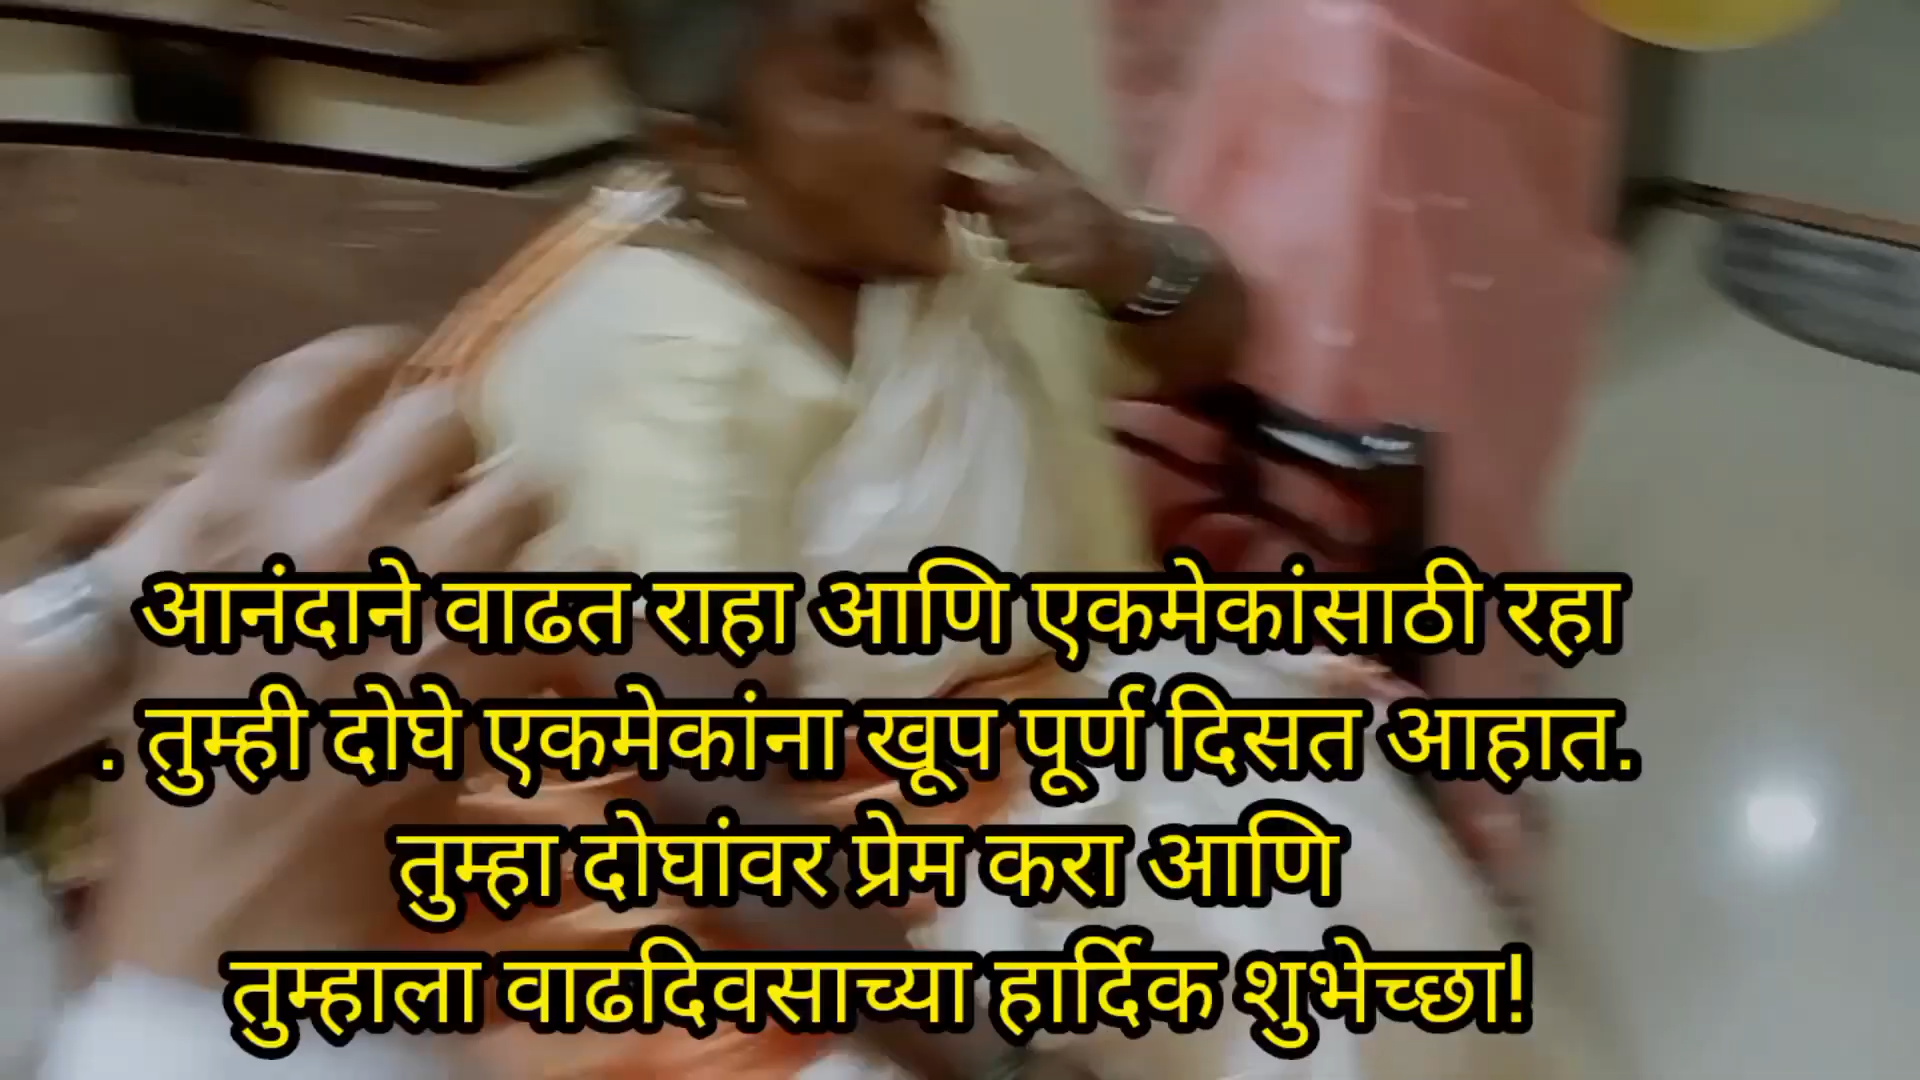 आनंदाने वाढत राहा आणि एकमेकांसाठी रहा
. तुम्ही दोघे एकमेकांना खूप पूर्ण दिसत आहात.
तुम्हा दोघांवर प्रेम करा आणि
तुम्हाला वाढदिवसाच्या हार्दिक शुभेच्छा!